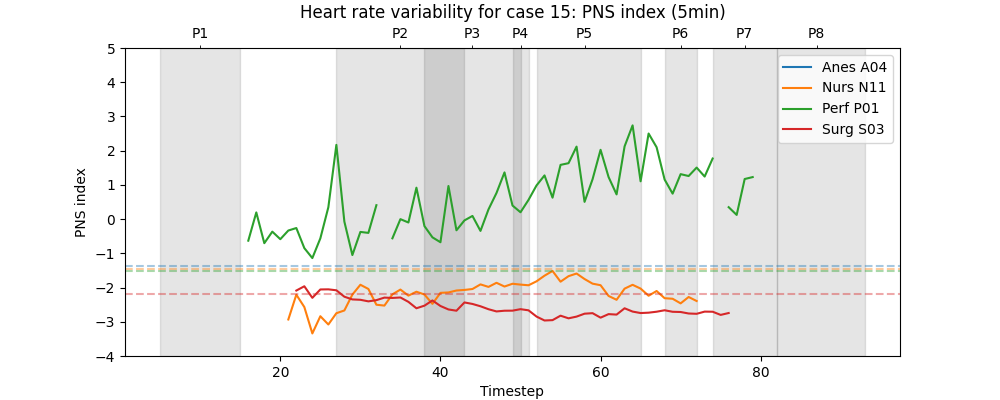 Heart rate variability for case 15: PNS index (5min)
P1 P2 P3 P4 P5 P6 P7 P8
5
4
3
2
1
0
−1
−2
−3
−4
PNS index
Anes A04
Nurs N11
Perf P01
Surg S03
20 40 60 80
Timestep